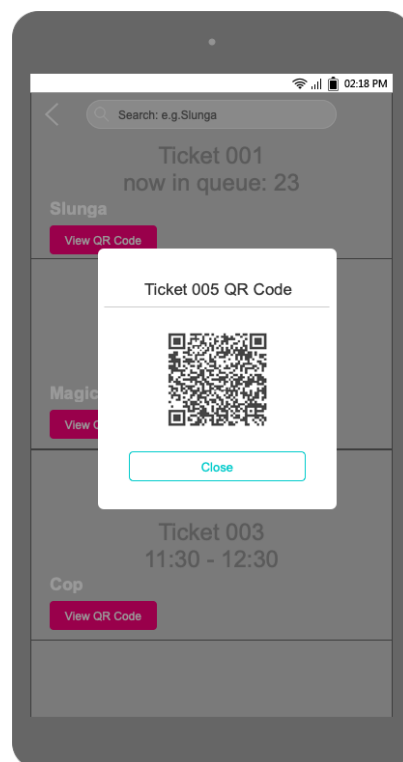 02:18 PM
Search: e.g.Slunga
Ticket 001
now in queue: 23
Slunga
View QR Code
Ticket 005 QR Code
Magic
View
Close
Ticket 003
11:30 - 12:30
Cop
View QR Code